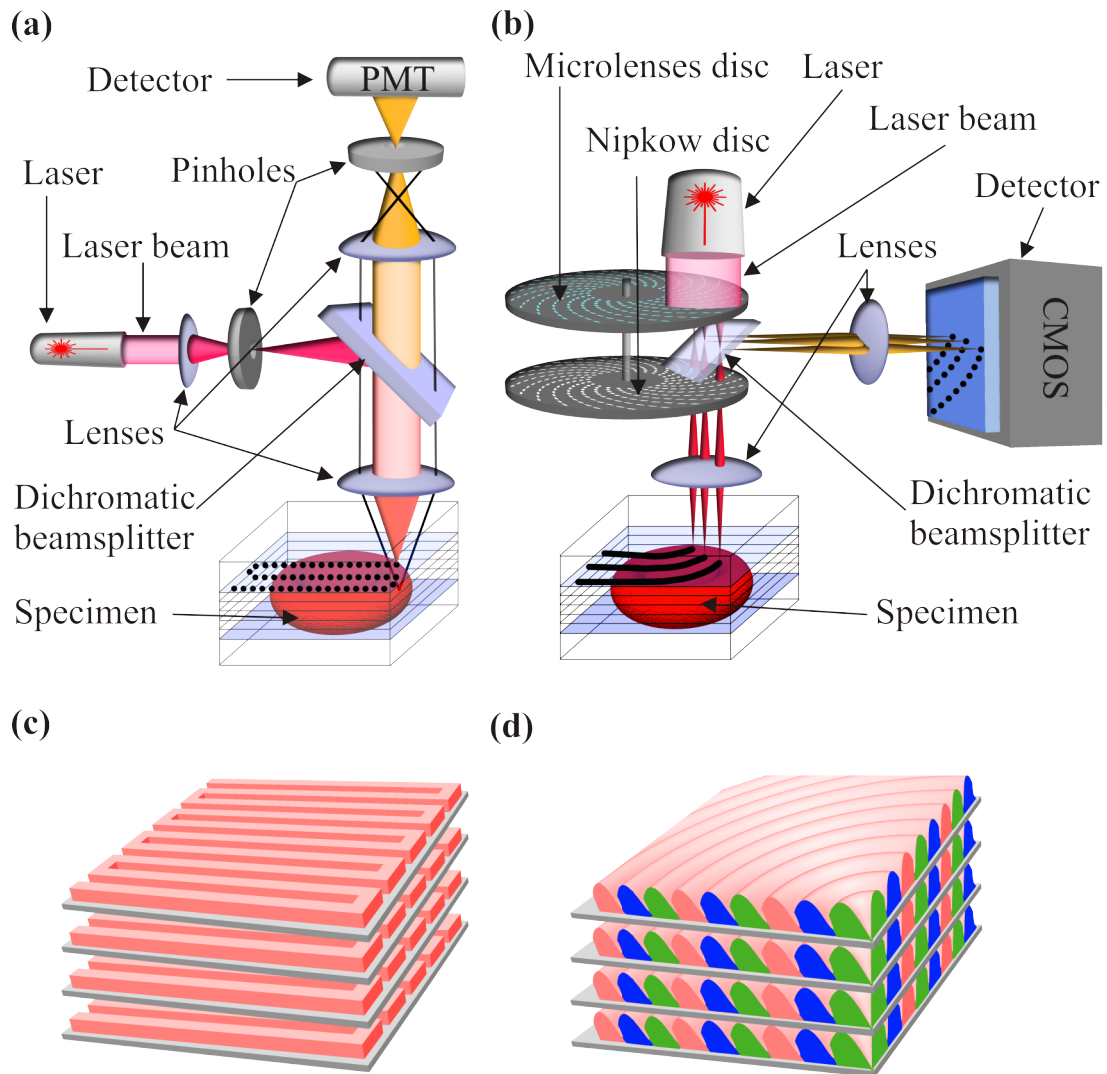 (a)
Detector
PMT
Pinholes
Laser
Laser beam
Lenses
Dichromatic
beamsplitter
Specimen
(b)
Microlenses disc
Laser
Nipkow disc
Laser beam
Detector
Lenses
CMOS
Dichromatic
beamsplitter
Specimen
(c)
(d)